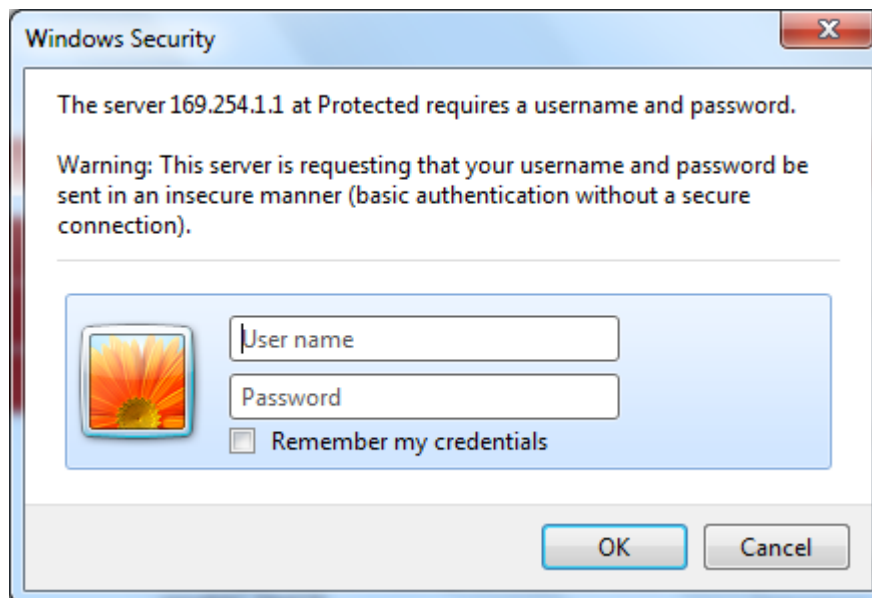 Windows Security
The server 169.254.1.1 at Protected requires a username and password.
Warning: This server is requesting that your username and password be
sent in an insecure manner (basic authentication without a secure
connection).
User name
Password
Remember my credentials
OK
Cancel